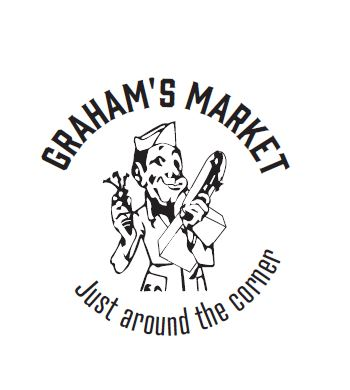 GRAHAM'S MARKET
Just around the corner